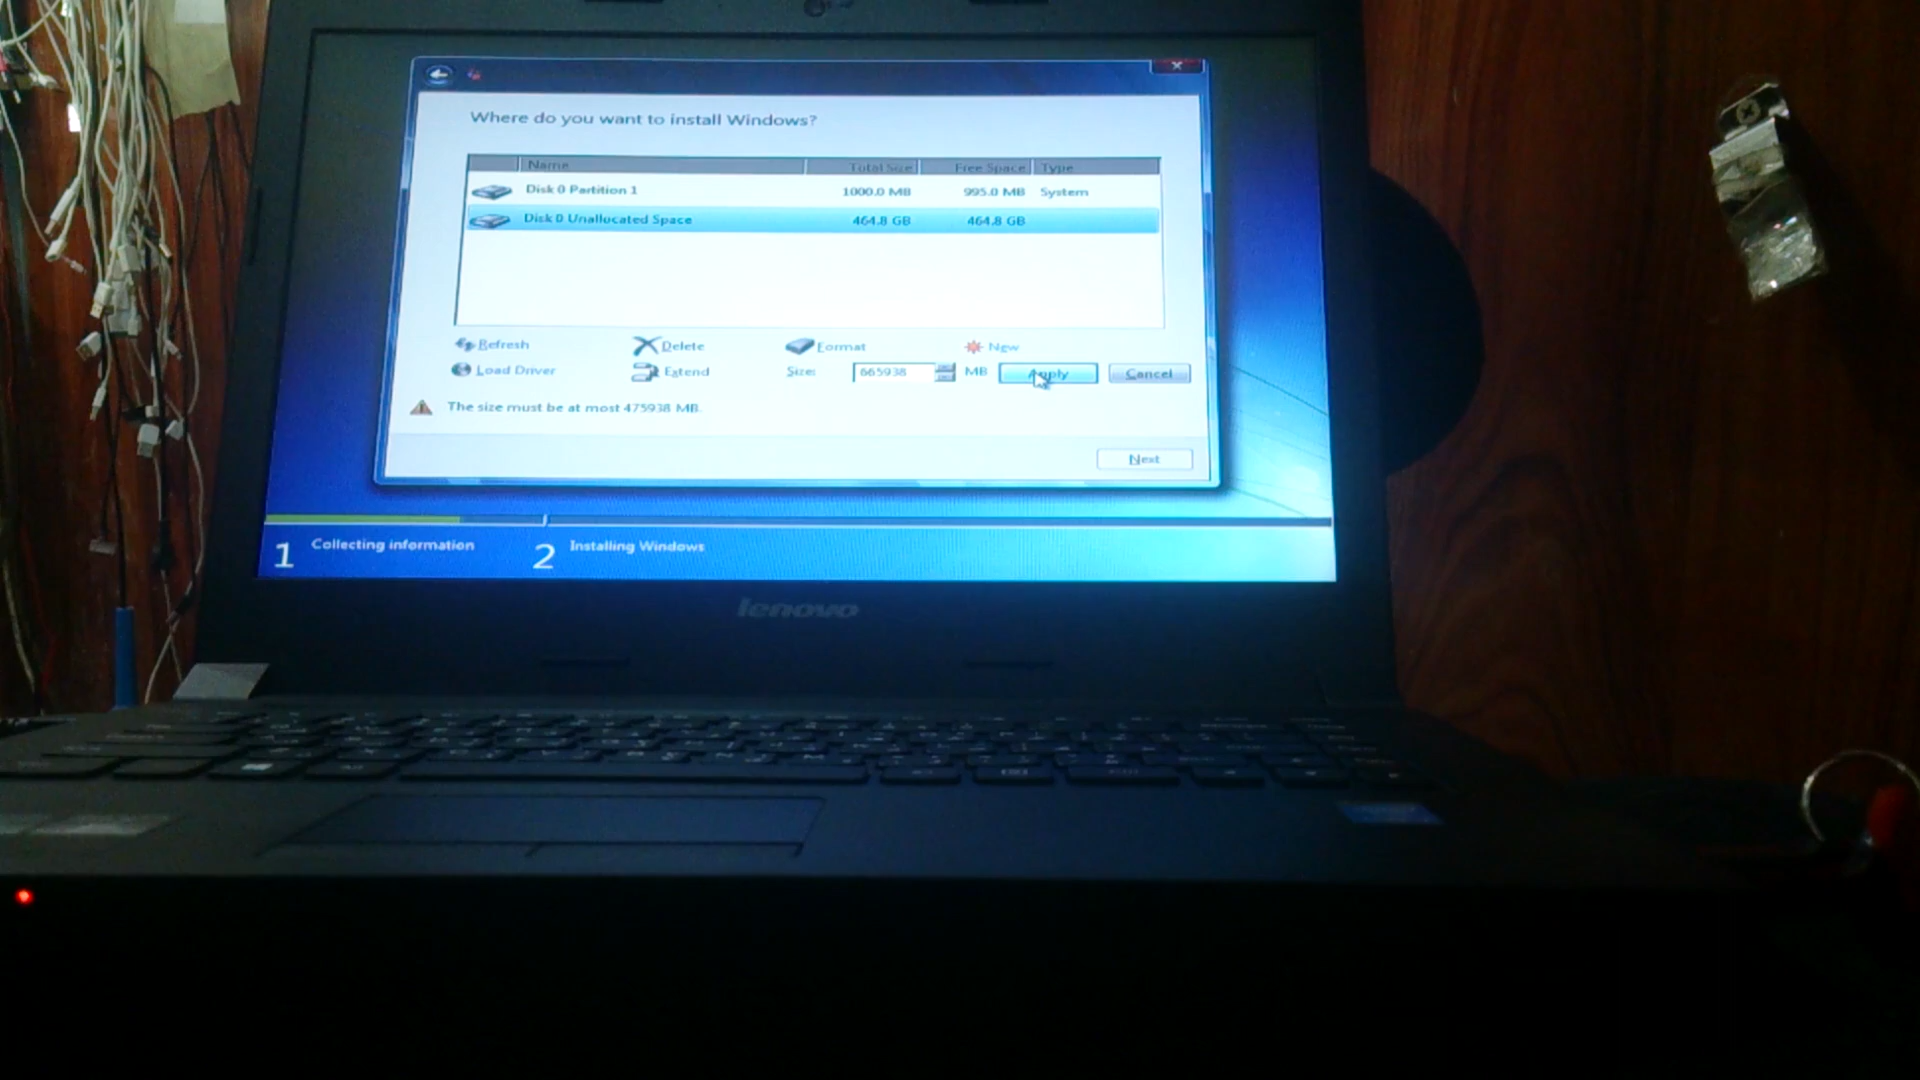 Where do you want to install Windows?
Name Total Size Free Space Type
Disk 0 Partition 1 1000.0 MB 995.0 MB System
Disk 0 Unallocated Space 464.8 GB 464.8 GB
Refresh Delete Format New
Load Driver Extend Size: 665938 MB Apply Cancel
The size must be at most 475938 MB.
Next
1 Collecting information 2 Installing Windows
lenovo